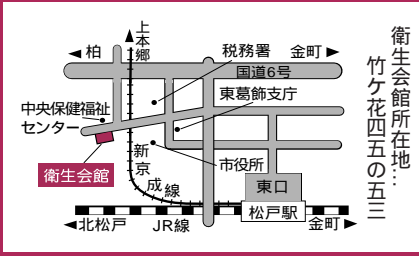 衛生会館所在地…
竹ケ花四五の五三
上本郷
◀柏
税務署
金町▶
国道6号
東葛飾支庁
中央保健福祉
センター
衛生会館
新京成線
市役所
東口
松戸駅
◀北松戸
JR線
金町▶